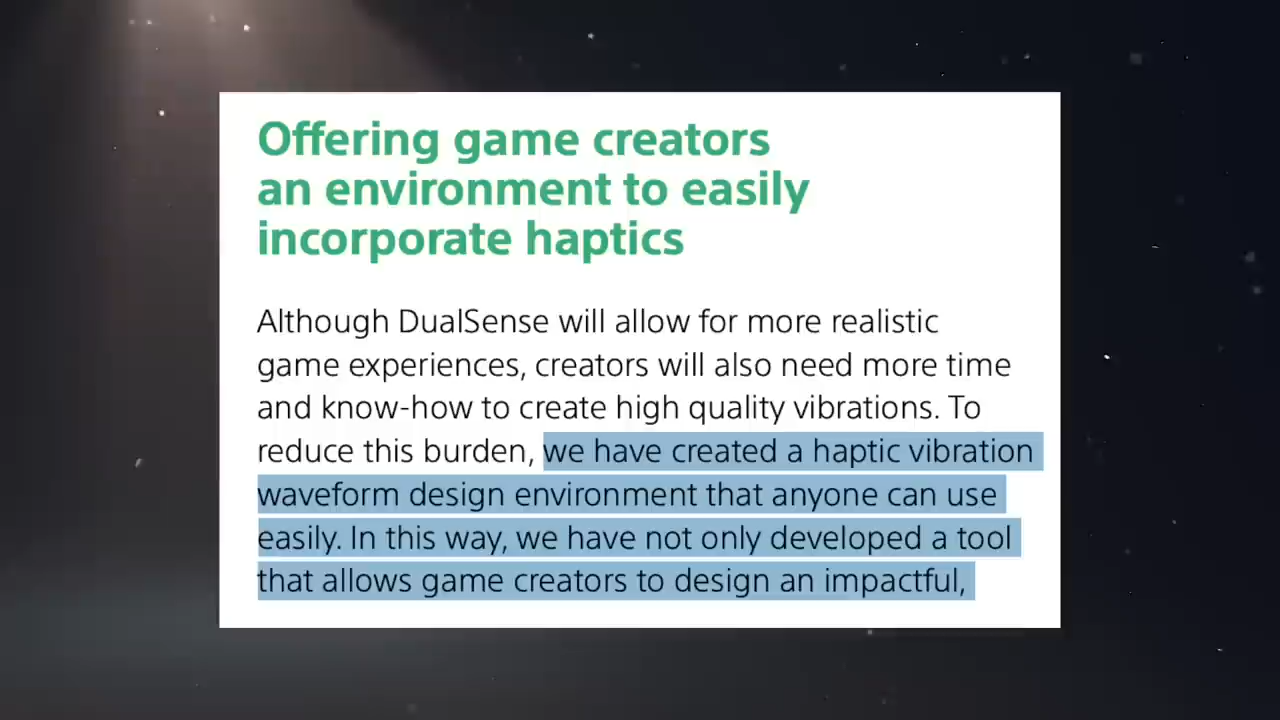 Offering game creators
an environment to easily
incorporate haptics
Although DualSense will allow for more realistic
game experiences, creators will also need more time
and know-how to create high quality vibrations. To
reduce this burden, we have created a haptic vibration
waveform design environment that anyone can use
easily. In this way, we have not only developed a tool
that allows game creators to design an impactful,